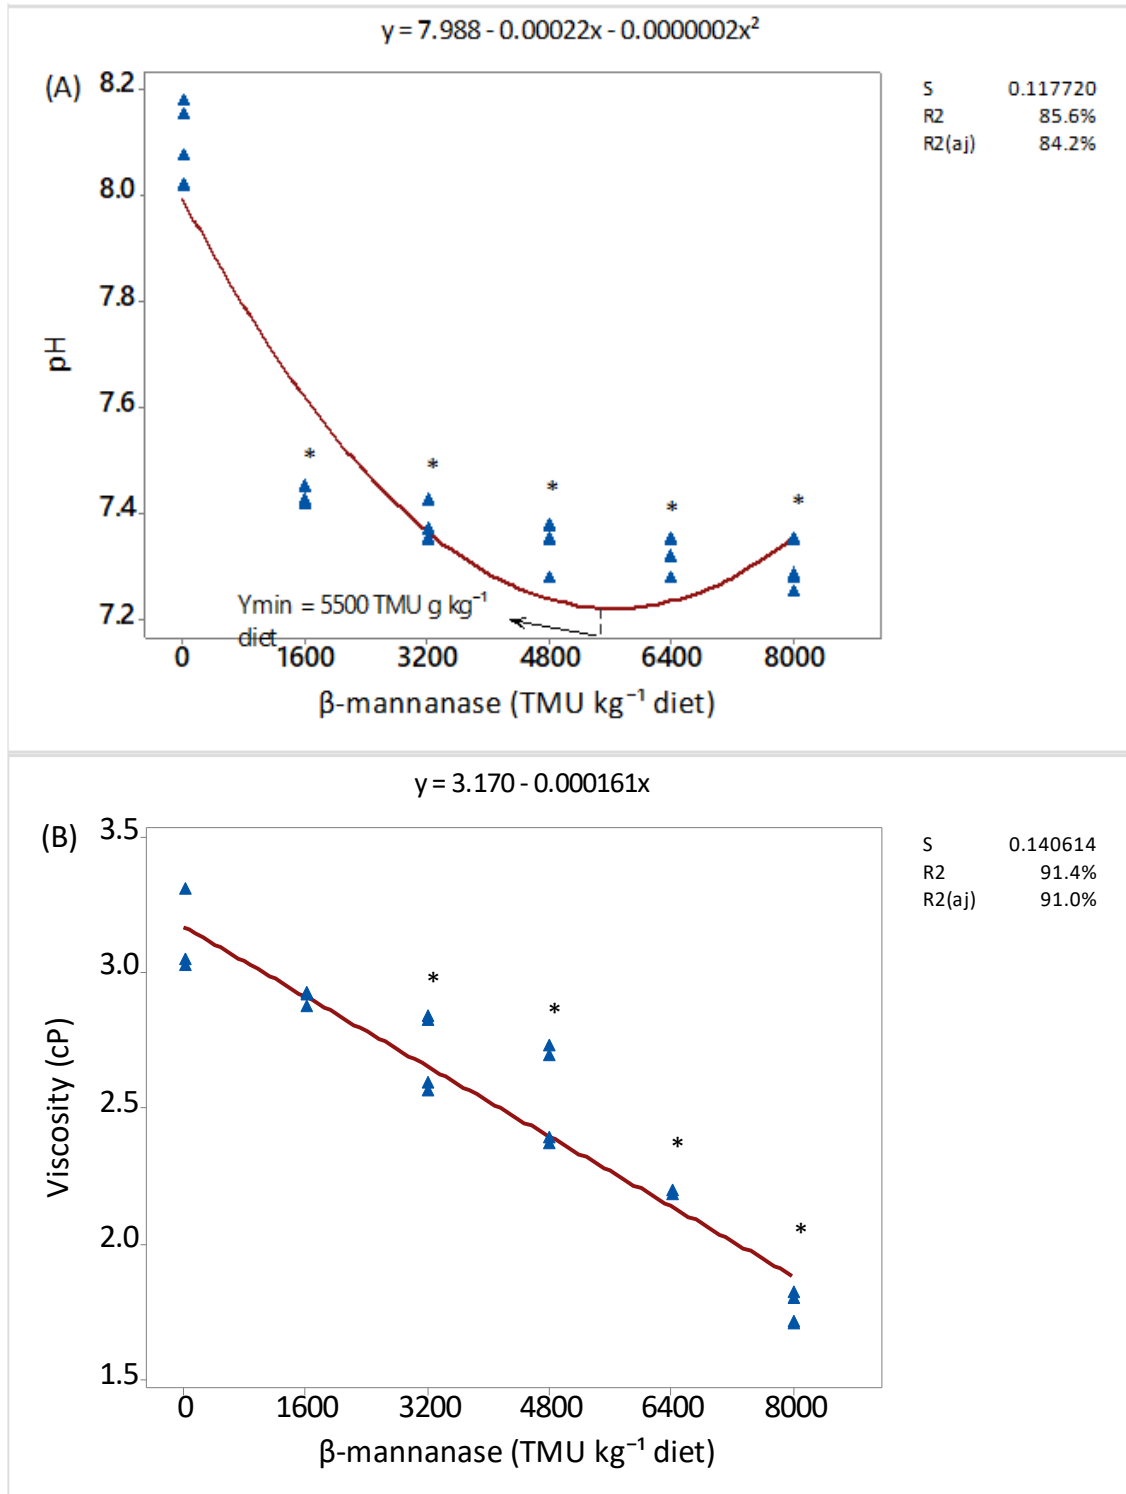 y = 7.988 - 0.00022x - 0.0000002x²
(A)
S 0.117720
R2 85.6%
R2(aj) 84.2%
8.2
8.0
7.8
7.6
7.4
7.2
pH
*
*
*
*
*
Ymin = 5500 TMU g kg⁻¹
diet
0 1600 3200 4800 6400 8000
β-mannanase (TMU kg⁻¹ diet)
y = 3.170 - 0.000161x
(B)
S 0.140614
R2 91.4%
R2(aj) 91.0%
3.5
3.0
2.5
2.0
1.5
Viscosity (cP)
*
*
*
*
0 1600 3200 4800 6400 8000
β-mannanase (TMU kg⁻¹ diet)